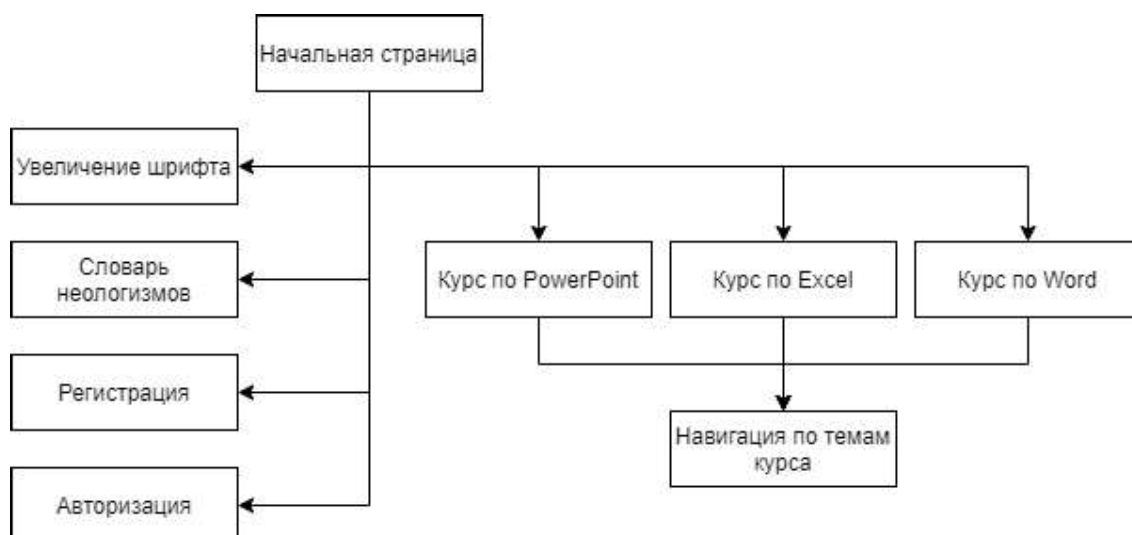 Начальная страница
Увеличение шрифта
Словарь
неологизмов
Курс по PowerPoint
Курс по Excel
Курс по Word
Регистрация
Навигация по темам
курса
Авторизация